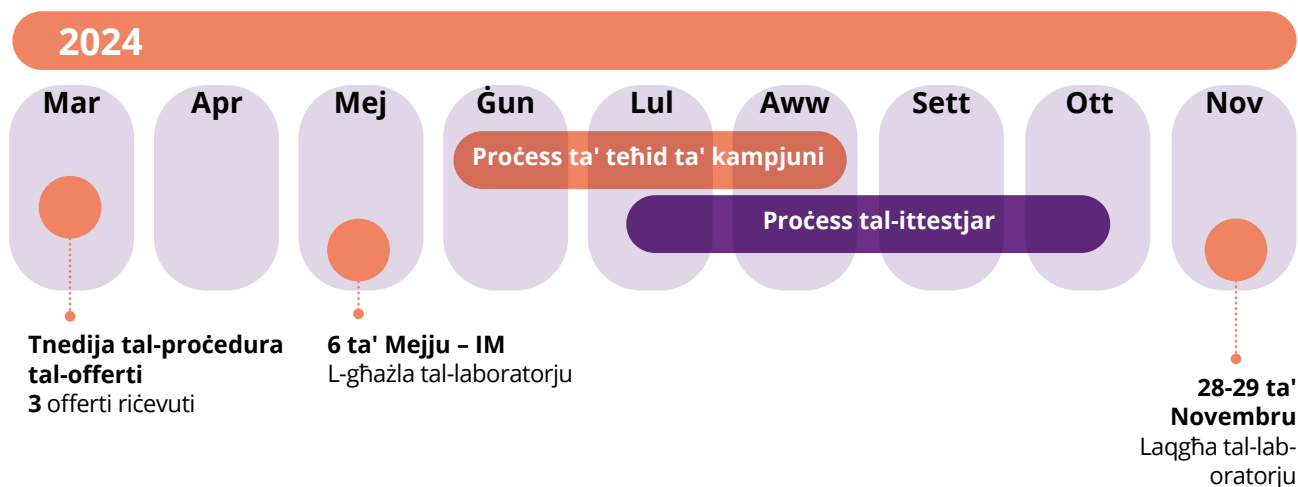 2024
Mar Apr Mej Ġun Lul Aww Sett Ott Nov
Proċess ta' teħid ta' kampjuni
Proċess tal-ittestjar
Tnedija tal-proċedura
tal-offerti
3 offerti riċevuti
6 ta' Mejju – IM
L-għażla tal-laboratorju
28-29 ta'
Novembru
Laqgħa tal-lab-
oratorju